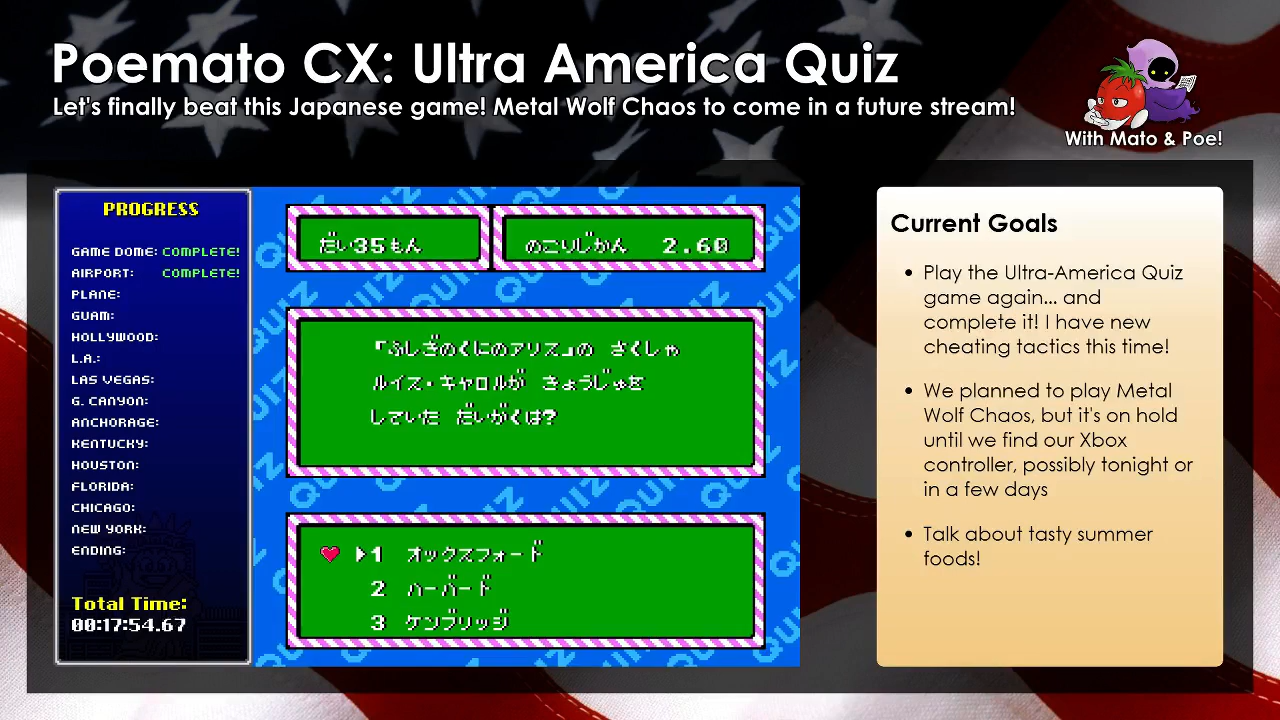 Poemato CX: Ultra America Quiz
Let's finally beat this Japanese game! Metal Wolf Chaos to come in a future stream!
With Mato & Poe!
PROGRESS
GAME DOME: COMPLETE!
AIRPORT: COMPLETE!
PLANE:
GUAM:
HOLLYWOOD:
L.A.:
LAS VEGAS:
G. CANYON:
ANCHORAGE:
KENTUCKY:
HOUSTON:
FLORIDA:
CHICAGO:
NEW YORK:
ENDING:
Total Time:
00:17:54.67
だい35もん
のこりじかん 2.60
「ふしぎのくにのアリス」の さくしゃ
ルイス・キャロルが きょうじゅを
していた だいがくは?
1 オックスフォード
2 ハーバード
3 ケンブリッジ
QUIZ
Current Goals
• Play the Ultra-America Quiz
game again... and
complete it! I have new
cheating tactics this time!
• We planned to play Metal
Wolf Chaos, but it's on hold
until we find our Xbox
controller, possibly tonight or
in a few days
• Talk about tasty summer
foods!